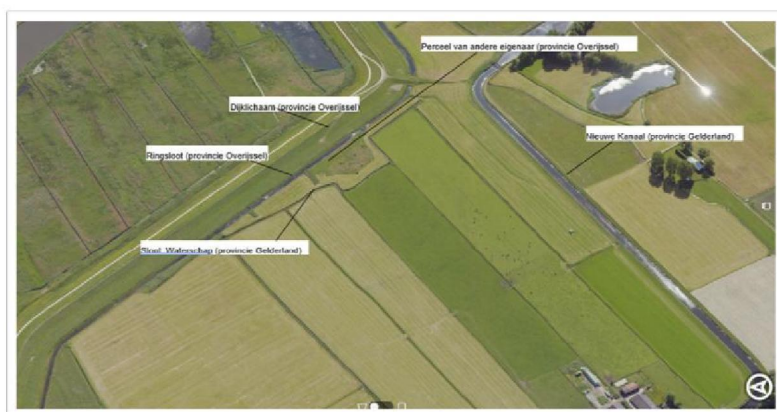 Perceel van andere eigenaar (provincie Overijssel)
Dijklichaam (provincie Overijssel)
Nieuwe Kanaal (provincie Gelderland)
Ringsloot (provincie Overijssel)
Sloot Waterschap (provincie Gelderland)